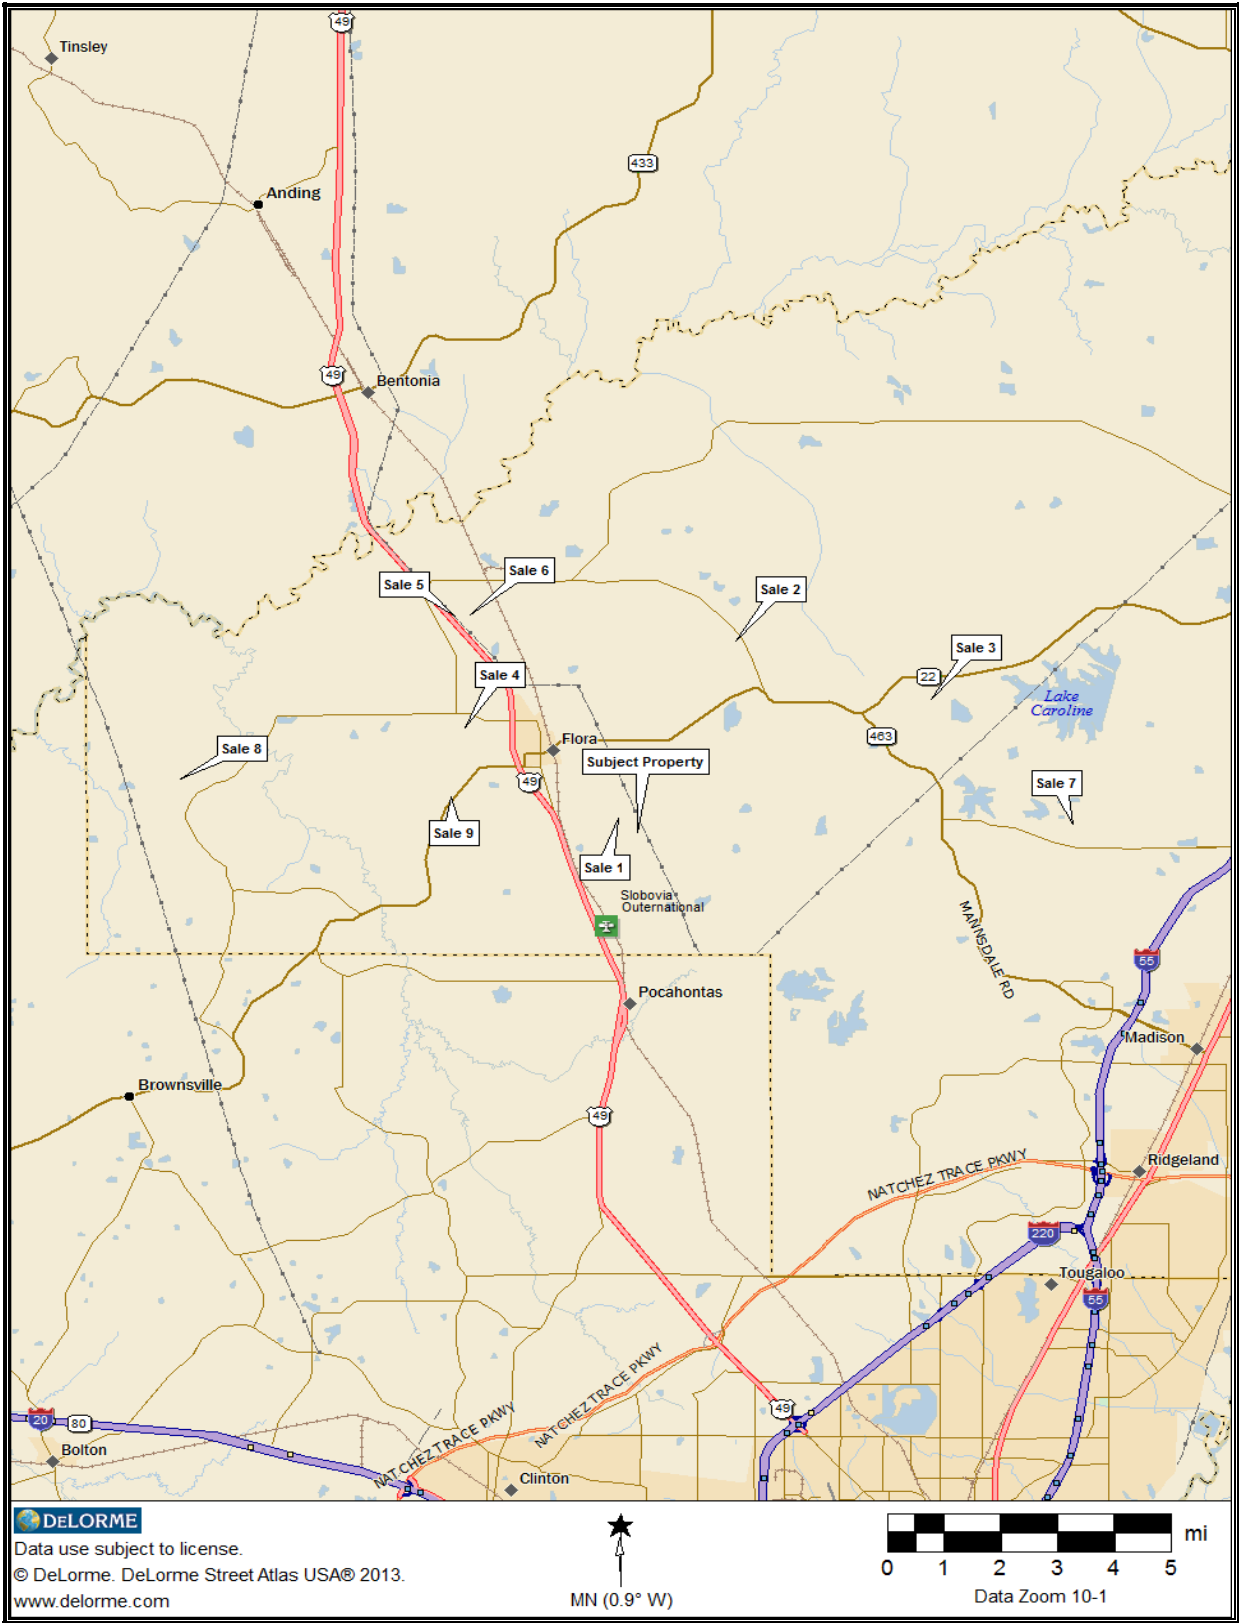 49
Tinsley
433
Anding
49
Bentonia
Sale 6
Sale 5
Sale 2
Sale 3
22
Sale 4
Lake
Caroline
463
Flora
Sale 8
Subject Property
49
Sale 7
Sale 9
Sale 1
Slobovia
Outernational
MANNSDALE RD
55
Pocahontas
Madison
Brownsville
49
Ridgeland
NATCHEZ TRACE PKWY
220
Tougaloo
55
NATCHEZ TRACE PKWY
49
20
80
NATCHEZ TRACE PKWY
Bolton
Clinton
DELORME
Data use subject to license.
© DeLorme. DeLorme Street Atlas USA® 2013.
www.delorme.com
MN (0.9° W)
mi
0 1 2 3 4 5
Data Zoom 10-1